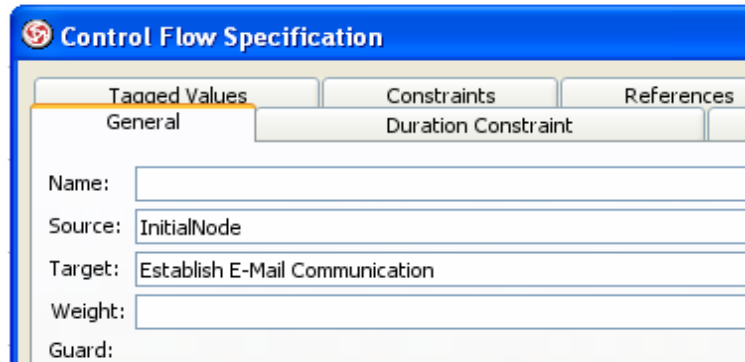 Control Flow Specification
Tagged Values Constraints References
General Duration Constraint
Name:
Source: InitialNode
Target: Establish E-Mail Communication
Weight:
Guard: